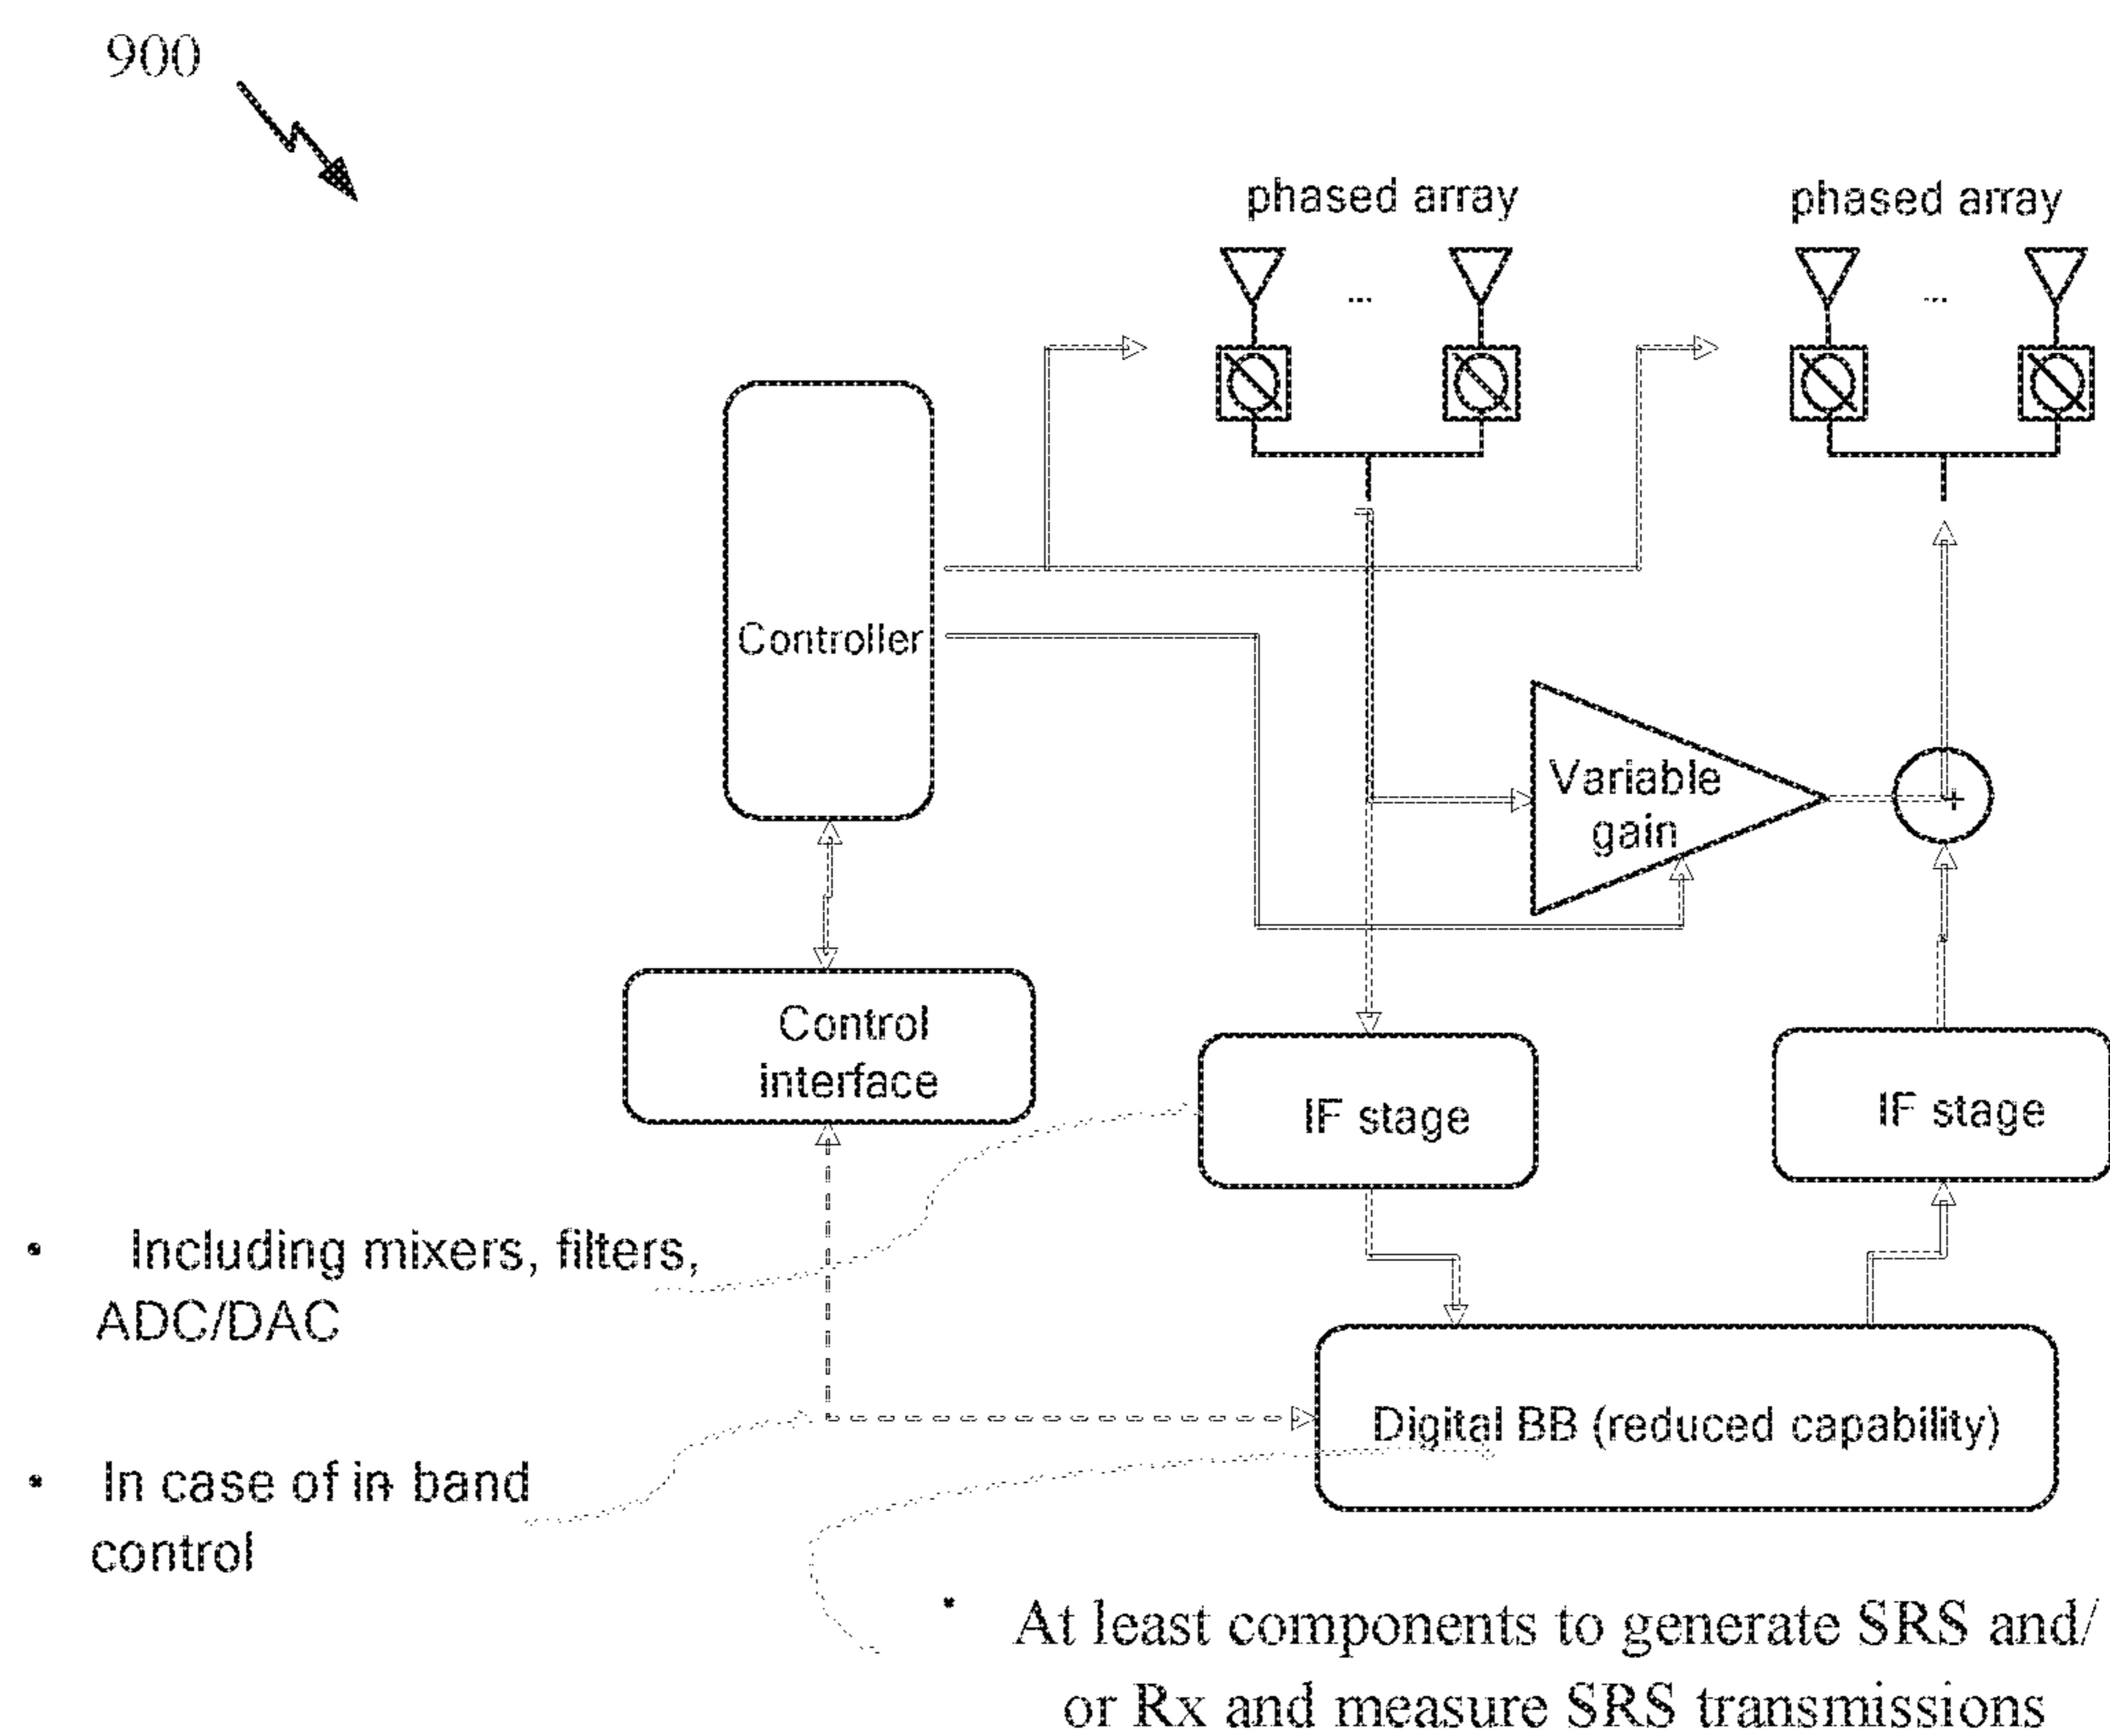 900
phased array
phased array
...
...
Controller
Variable
gain
+
Control
interface
IF stage
IF stage
• Including mixers, filters,
ADC/DAC
Digital BB (reduced capability)
• In case of in band
control
• At least components to generate SRS and/
or Rx and measure SRS transmissions